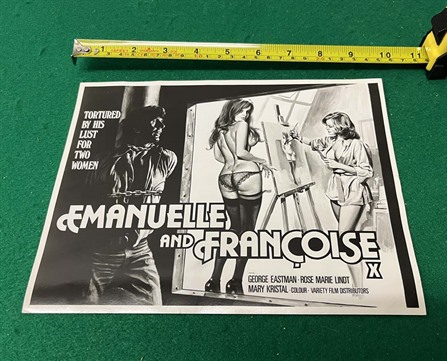 1 2 3 4 5 6 7 8 9 10 11
TORTURED
BY HIS
LUST
FOR
TWO
WOMEN
EMANUELLE
AND FRANÇOISE
X
GEORGE EASTMAN · ROSE MARIE LINDT
MARY KRISTAL · COLOUR · VARIETY FILM DISTRIBUTORS